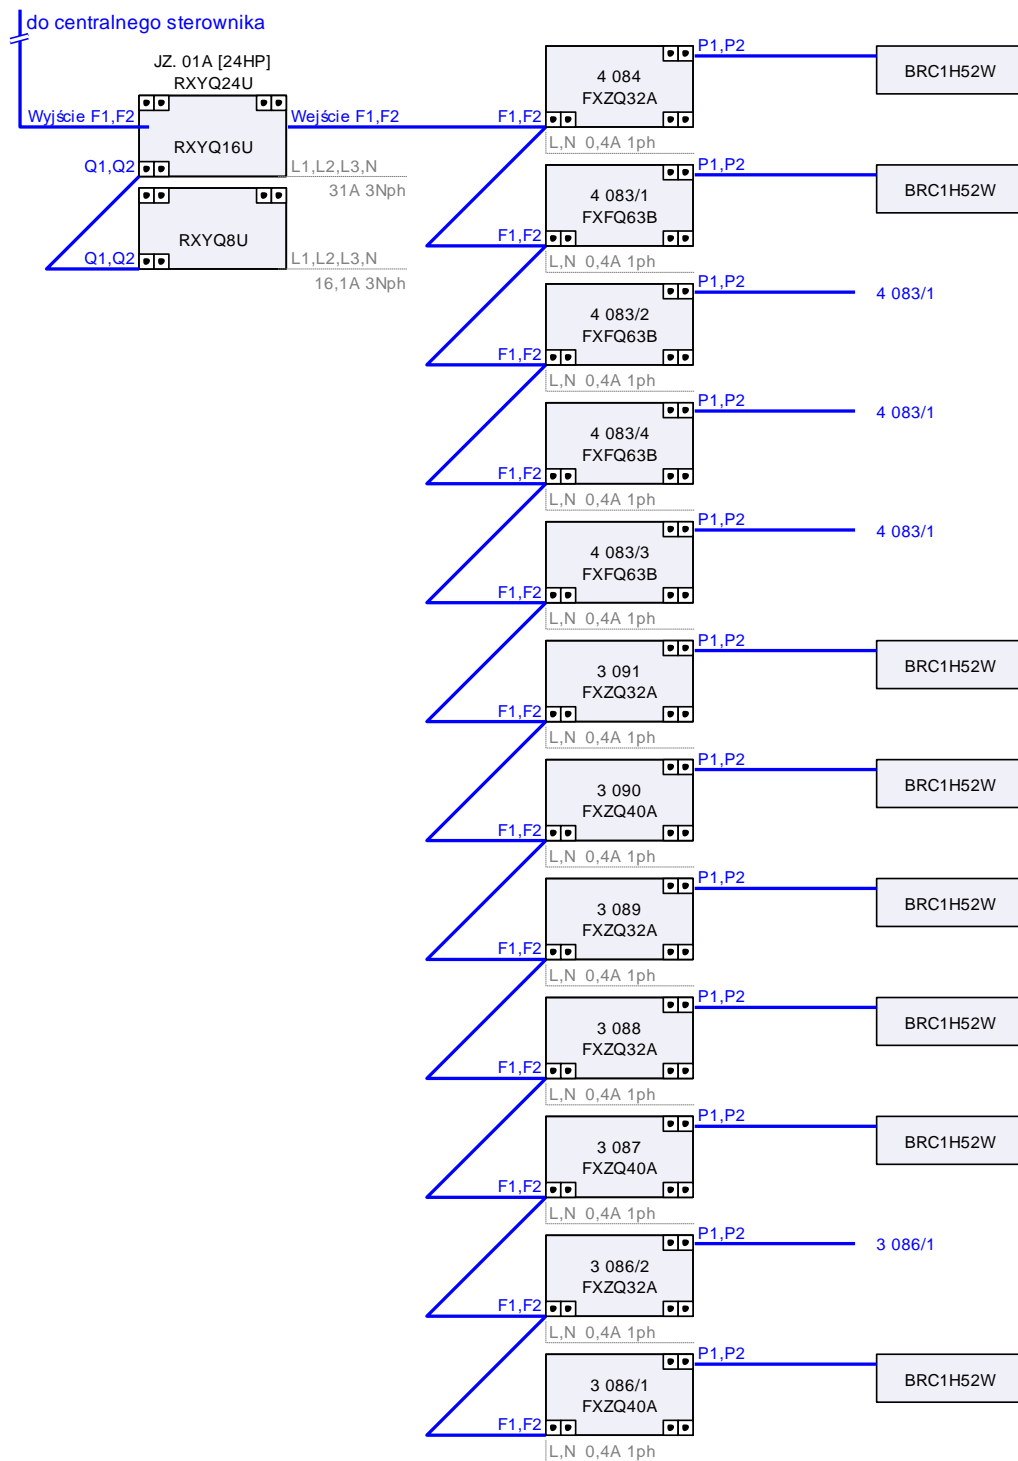 do centralnego sterownika
JZ. 01A [24HP]
RXYQ24U
Wyjście F1,F2
Wejście F1,F2
RXYQ16U
Q1,Q2
L1,L2,L3,N
31A 3Nph
RXYQ8U
Q1,Q2
L1,L2,L3,N
16,1A 3Nph
P1,P2
4 084
FXZQ32A
BRC1H52W
F1,F2
L,N 0,4A 1ph
P1,P2
4 083/1
FXFQ63B
BRC1H52W
F1,F2
L,N 0,4A 1ph
P1,P2
4 083/2
FXFQ63B
4 083/1
F1,F2
L,N 0,4A 1ph
P1,P2
4 083/4
FXFQ63B
4 083/1
F1,F2
L,N 0,4A 1ph
P1,P2
4 083/3
FXFQ63B
4 083/1
F1,F2
L,N 0,4A 1ph
P1,P2
3 091
FXZQ32A
BRC1H52W
F1,F2
L,N 0,4A 1ph
P1,P2
3 090
FXZQ40A
BRC1H52W
F1,F2
L,N 0,4A 1ph
P1,P2
3 089
FXZQ32A
BRC1H52W
F1,F2
L,N 0,4A 1ph
P1,P2
3 088
FXZQ32A
BRC1H52W
F1,F2
L,N 0,4A 1ph
P1,P2
3 087
FXZQ40A
BRC1H52W
F1,F2
L,N 0,4A 1ph
P1,P2
3 086/2
FXZQ32A
3 086/1
F1,F2
L,N 0,4A 1ph
P1,P2
3 086/1
FXZQ40A
BRC1H52W
F1,F2
L,N 0,4A 1ph